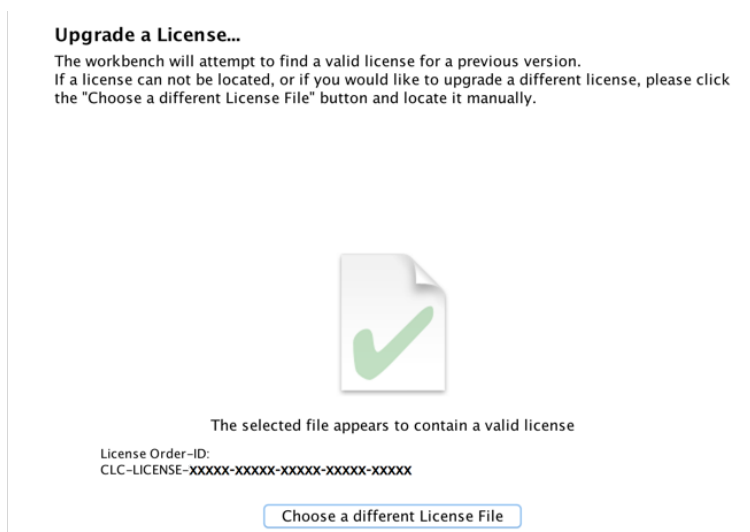 Upgrade a License...
The workbench will attempt to find a valid license for a previous version.
If a license can not be located, or if you would like to upgrade a different license, please click
the "Choose a different License File" button and locate it manually.
The selected file appears to contain a valid license
License Order-ID:
CLC-LICENSE-XXXXX-XXXXX-XXXXX-XXXXX-XXXXX
Choose a different License File